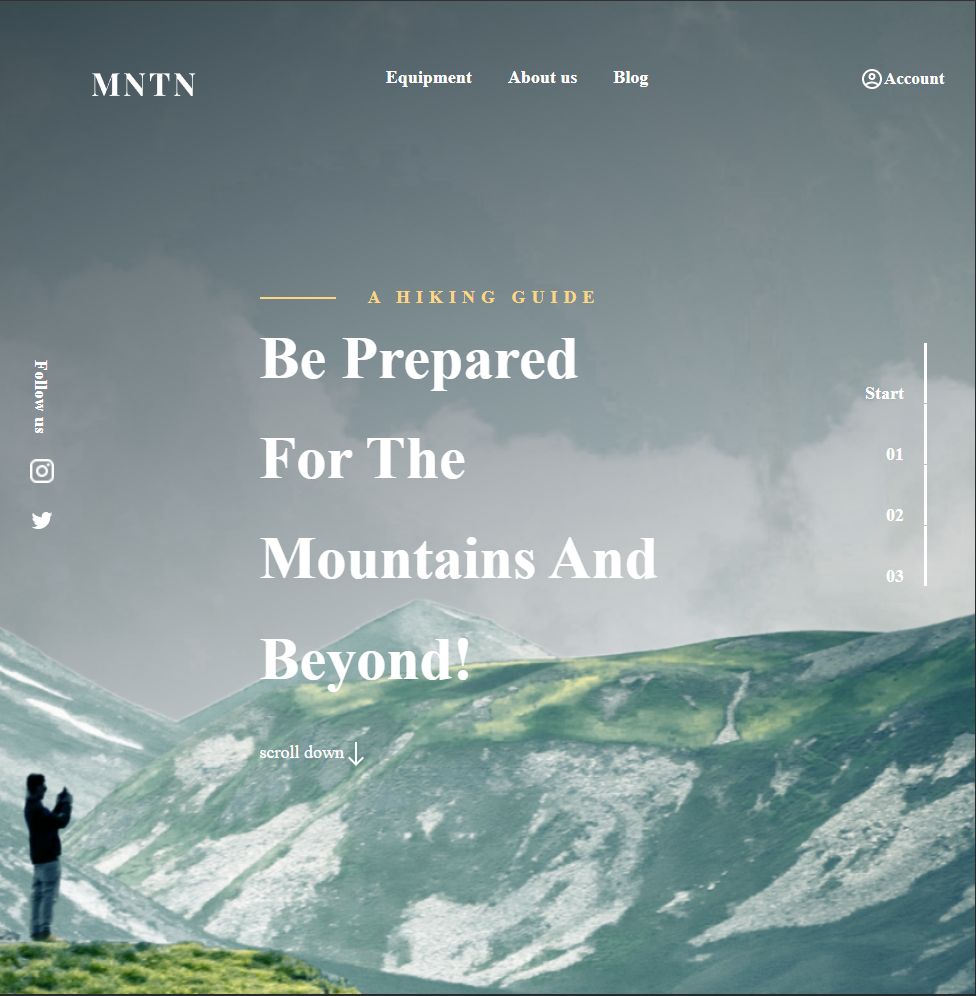 MNTN
Equipment
About us
Blog
Account
A HIKING GUIDE
Be Prepared
For The
Mountains And
Beyond!
scroll down
Follow us
Start
01
02
03